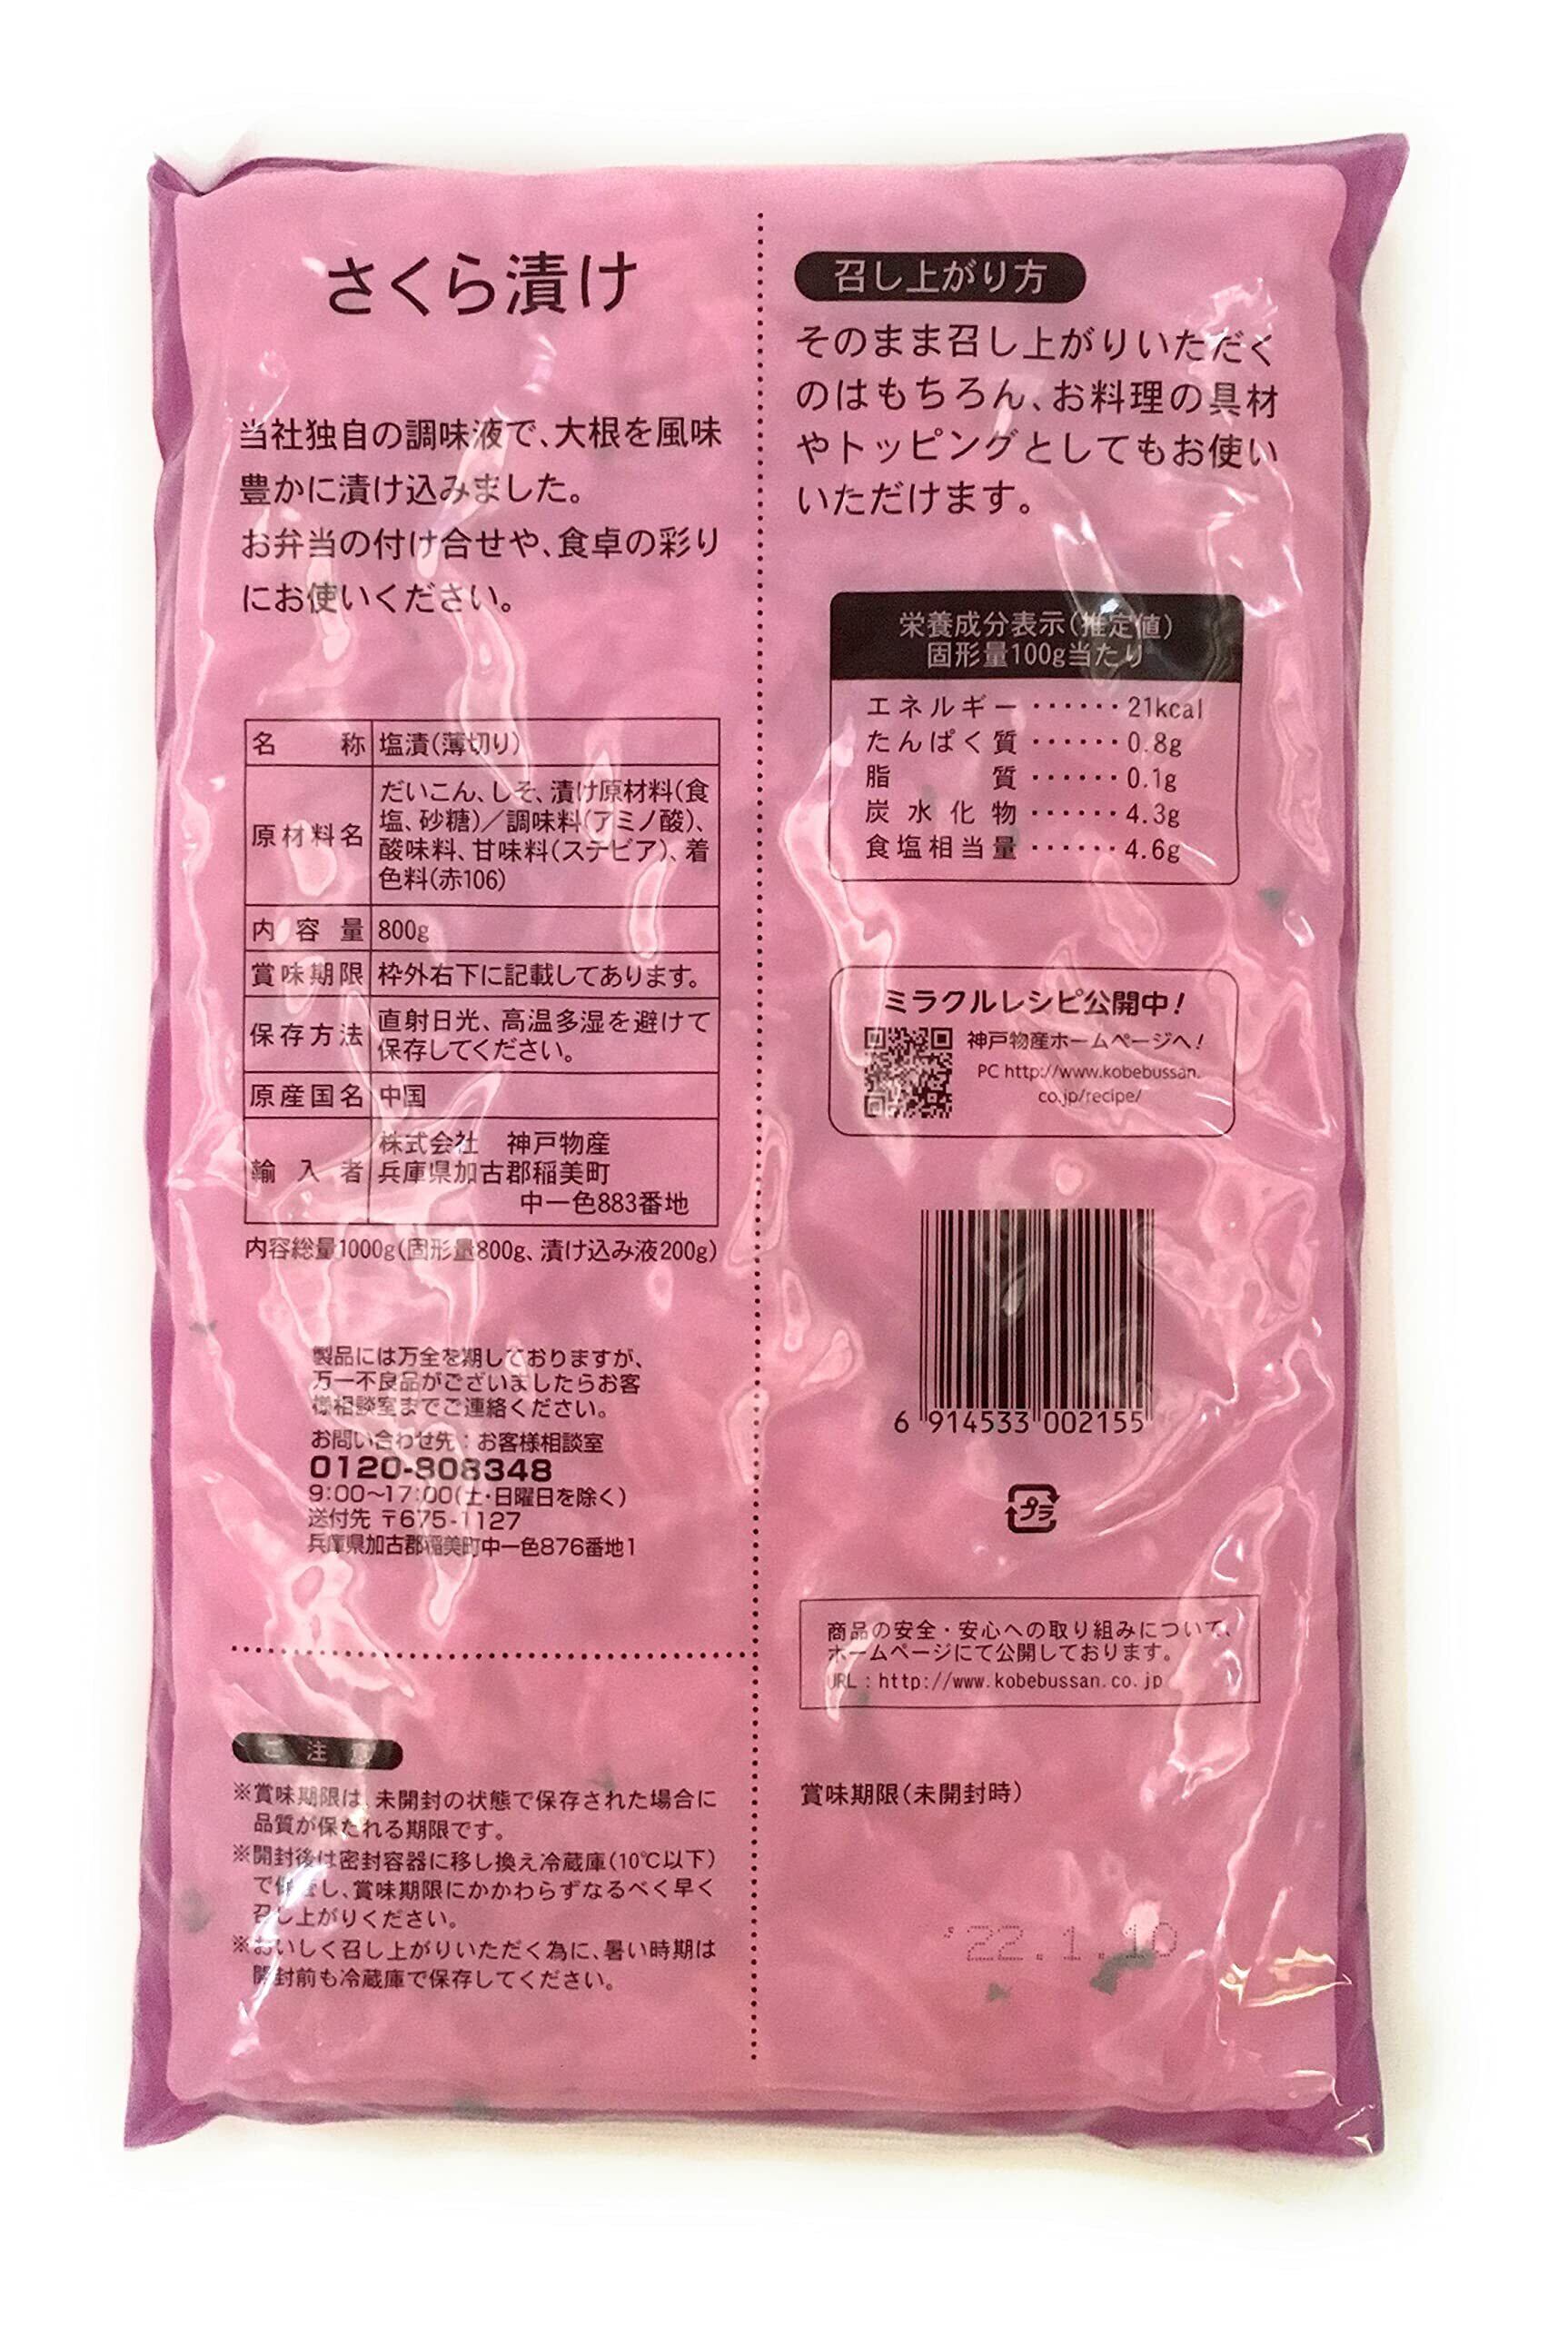 さくら漬け
当社独自の調味液で、大根を風味
豊かに漬け込みました。
お弁当の付け合せや、食卓の彩り
にお使いください。
名称 塩漬(薄切り)
原材料名 だいこん、しそ、漬け原材料(食
塩、砂糖)／調味料(アミノ酸)、
酸味料、甘味料(ステビア)、着
色料(赤106)
内容量 800g
賞味期限 枠外右下に記載してあります。
保存方法 直射日光、高温多湿を避けて
保存してください。
原産国名 中国
輸入者 株式会社 神戸物産
兵庫県加古郡稲美町
中一色883番地
内容総量1000g(固形量800g、漬け込み液200g)
製品には万全を期しておりますが、
万一不良品がございましたらお客
様相談室までご連絡ください。
お問い合わせ先：お客様相談室
0120-808348
9:00〜17:00(土・日曜日を除く)
送付先 〒675-1127
兵庫県加古郡稲美町中一色876番地1
ご注意
※賞味期限は、未開封の状態で保存された場合に
品質が保たれる期限です。
※開封後は密封容器に移し換え冷蔵庫(10℃以下)
で保管し、賞味期限にかかわらずなるべく早く
召し上がりください。
※おいしく召し上がりいただく為に、暑い時期は
開封前も冷蔵庫で保存してください。
召し上がり方
そのまま召し上がりいただく
のはもちろん、お料理の具材
やトッピングとしてもお使い
いただけます。
栄養成分表示(推定値)
固形量100g当たり
エネルギー・・・・・・21kcal
たんぱく質・・・・・・0.8g
脂質・・・・・・0.1g
炭水化物・・・・・・4.3g
食塩相当量・・・・・・4.6g
ミラクルレシピ公開中！
神戸物産ホームページへ！
PC http://www.kobebussan.
co.jp/recipe/
6 914533 002155
プラ
商品の安全・安心への取り組みについて、
ホームページにて公開しております。
URL：http://www.kobebussan.co.jp
賞味期限(未開封時)
'22.1.10